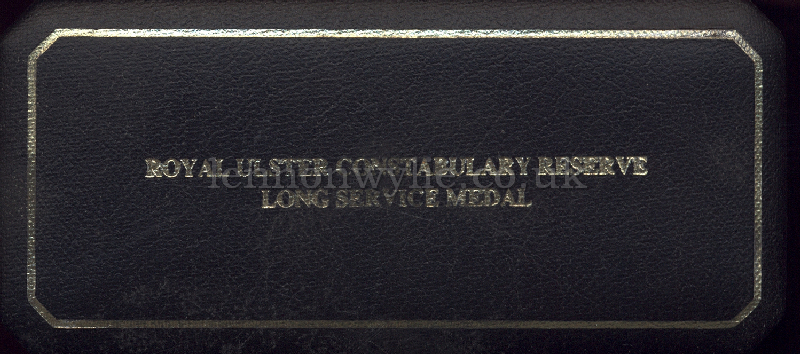 ROYAL ULSTER CONSTABULARY RESERVE
LONG SERVICE MEDAL